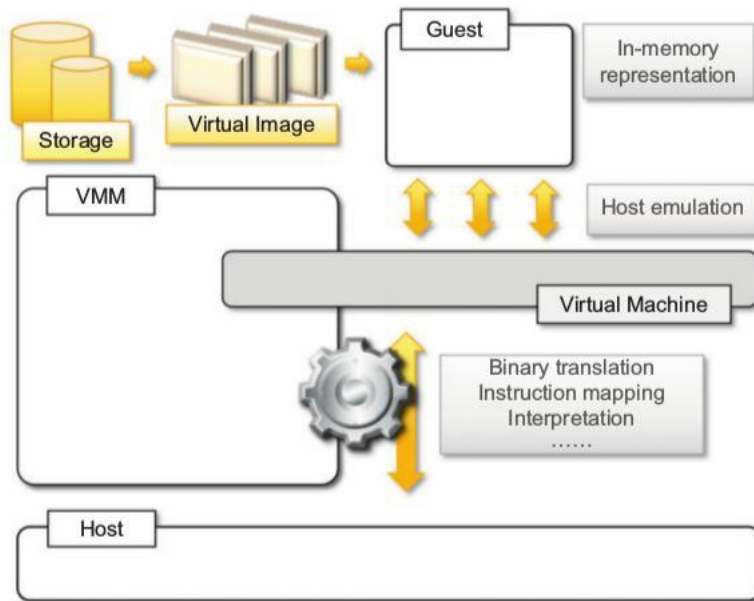 Guest
In-memory
representation
Storage
Virtual Image
VMM
Host emulation
Virtual Machine
Binary translation
Instruction mapping
Interpretation
......
Host